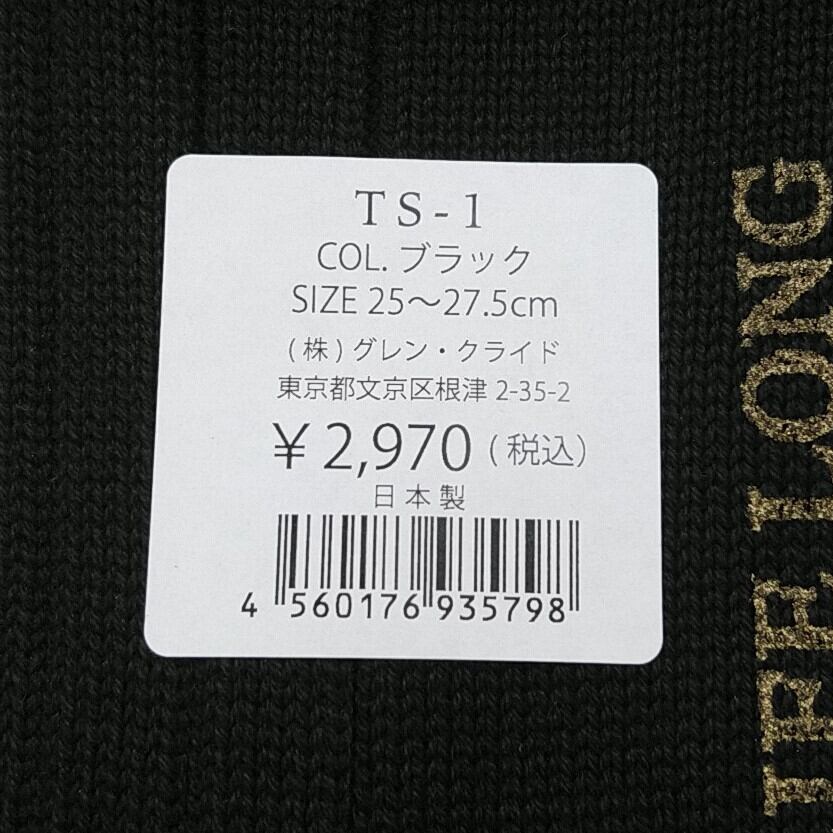 TS-1
COL. ブラック
SIZE 25～27.5cm
(株)グレン・クライド
東京都文京区根津 2-35-2
¥2,970(税込)
日本製
4 560176 935798
IFE LONG